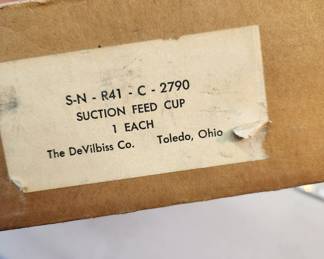 S-N - R41 - C - 2790
SUCTION FEED CUP
1 EACH
The DeVilbiss Co. Toledo, Ohio